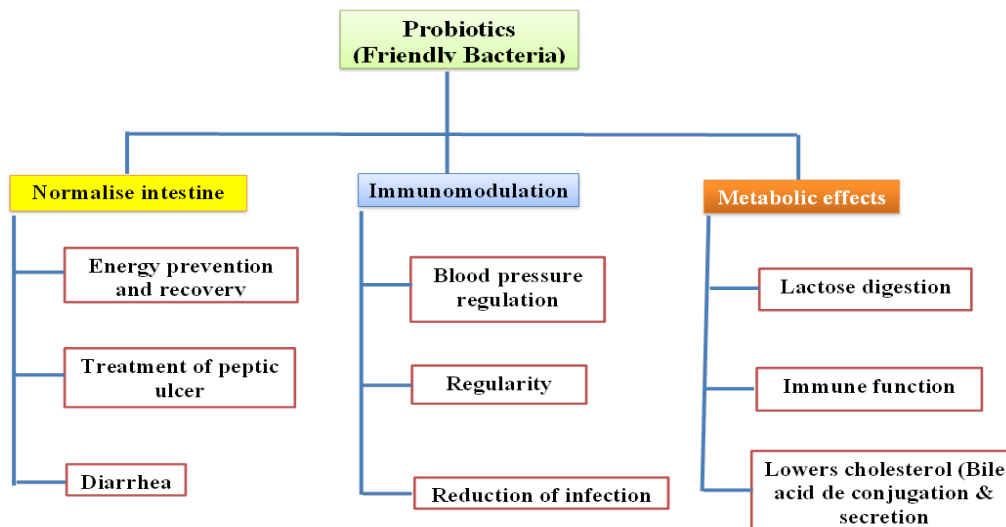 Probiotics
(Friendly Bacteria)
Normalise intestine
Energy prevention
and recovery
Treatment of peptic
ulcer
Diarrhea
Immunomodulation
Blood pressure
regulation
Regularity
Reduction of infection
Metabolic effects
Lactose digestion
Immune function
Lowers cholesterol (Bile
acid de conjugation &
secretion